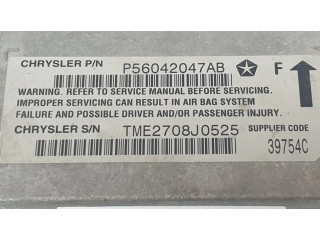 CHRYSLER P/N P56042047AB F
WARNING. REFER TO SERVICE MANUAL BEFORE SERVICING.
IMPROPER SERVICING CAN RESULT IN AIR BAG SYSTEM
FAILURE AND POSSIBLE DRIVER AND/OR PASSENGER INJURY.
CHRYSLER S/N TME2708J0525 SUPPLIER CODE
39754C